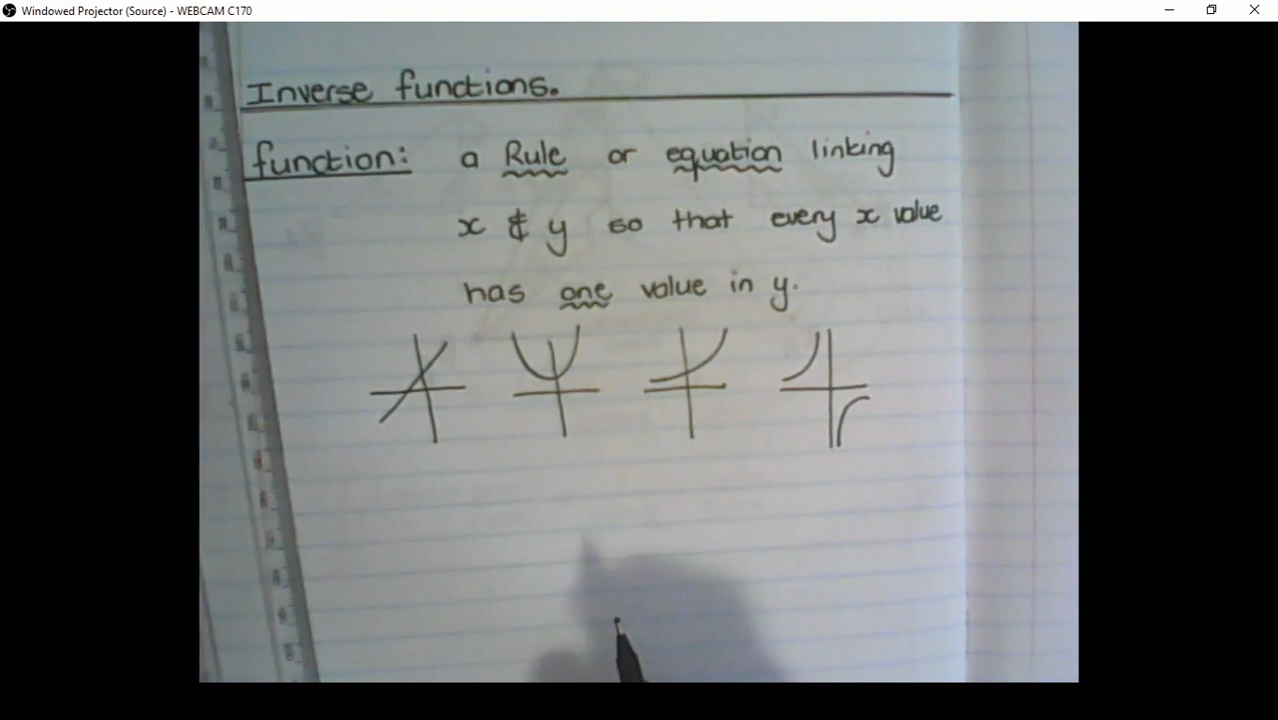 Windowed Projector (Source) - WEBCAM C170
Inverse functions.
function: a Rule or equation linking
x & y so that every x value
has one value in y.